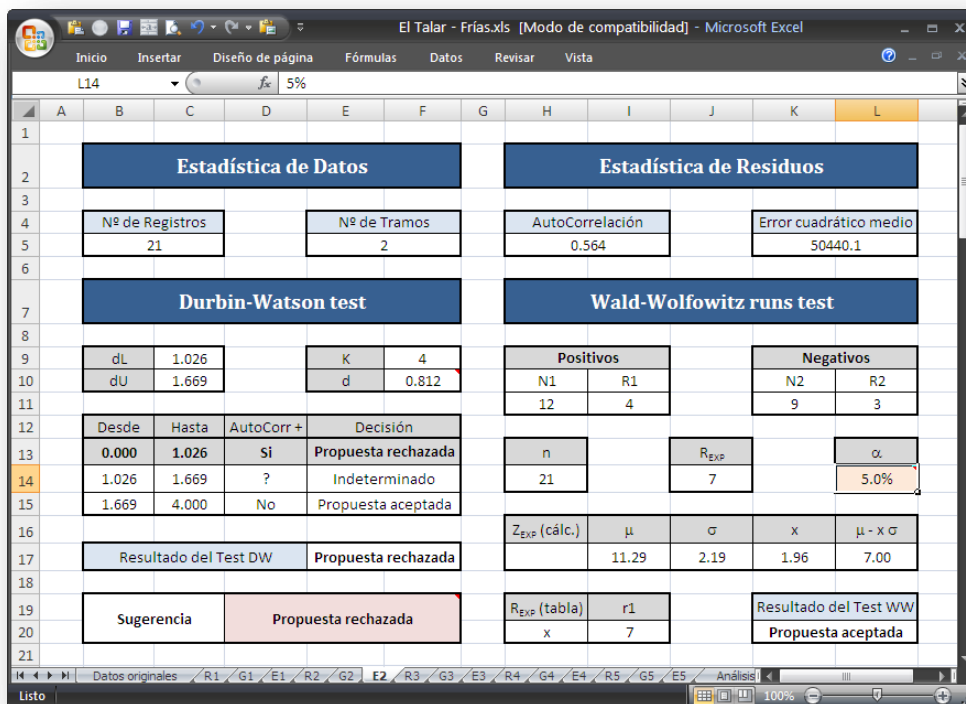 El Talar - Frías.xls [Modo de compatibilidad] - Microsoft Excel
Inicio Insertar Diseño de página Fórmulas Datos Revisar Vista
L14 fx 5%
A B C D E F G H I J K L
1
2 Estadística de Datos Estadística de Residuos
3
4 Nº de Registros Nº de Tramos AutoCorrelación Error cuadrático medio
5 21 2 0.564 50440.1
6
7 Durbin-Watson test Wald-Wolfowitz runs test
8
9 dL 1.026 K 4 Positivos Negativos
10 dU 1.669 d 0.812 N1 R1 N2 R2
11 12 4 9 3
12 Desde Hasta AutoCorr + Decisión
13 0.000 1.026 Si Propuesta rechazada n REXP α
14 1.026 1.669 ? Indeterminado 21 7 5.0%
15 1.669 4.000 No Propuesta aceptada
16 ZEXP (cálc.) μ σ x μ - x σ
17 Resultado del Test DW Propuesta rechazada 11.29 2.19 1.96 7.00
18
19 Sugerencia Propuesta rechazada REXP (tabla) r1 Resultado del Test WW
20 x 7 Propuesta aceptada
21
Datos originales R1 G1 E1 R2 G2 E2 R3 G3 E3 R4 G4 E4 R5 G5 E5 Análisis
Listo 100%